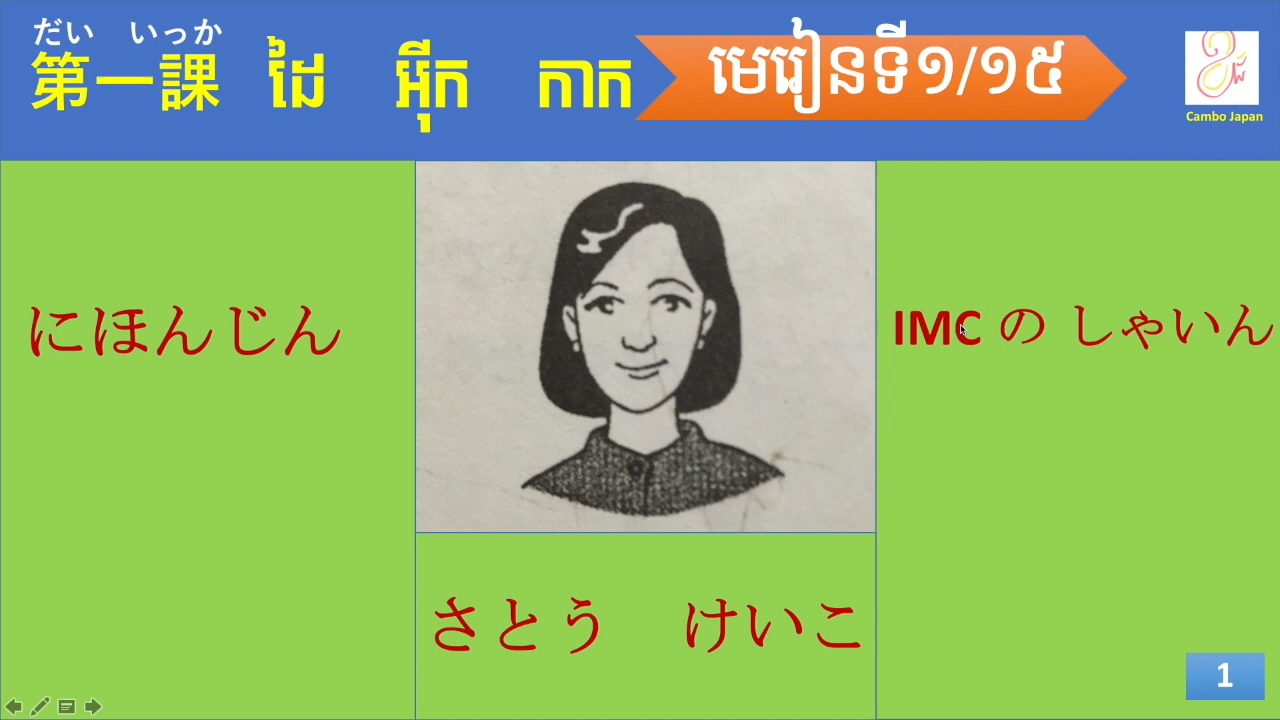 だい いっか
第一課 ដៃ អ៊ីក កាក
មេរៀនទី១/១៥
Cambo Japan
にほんじん
IMC の しゃいん
さとう けいこ
1